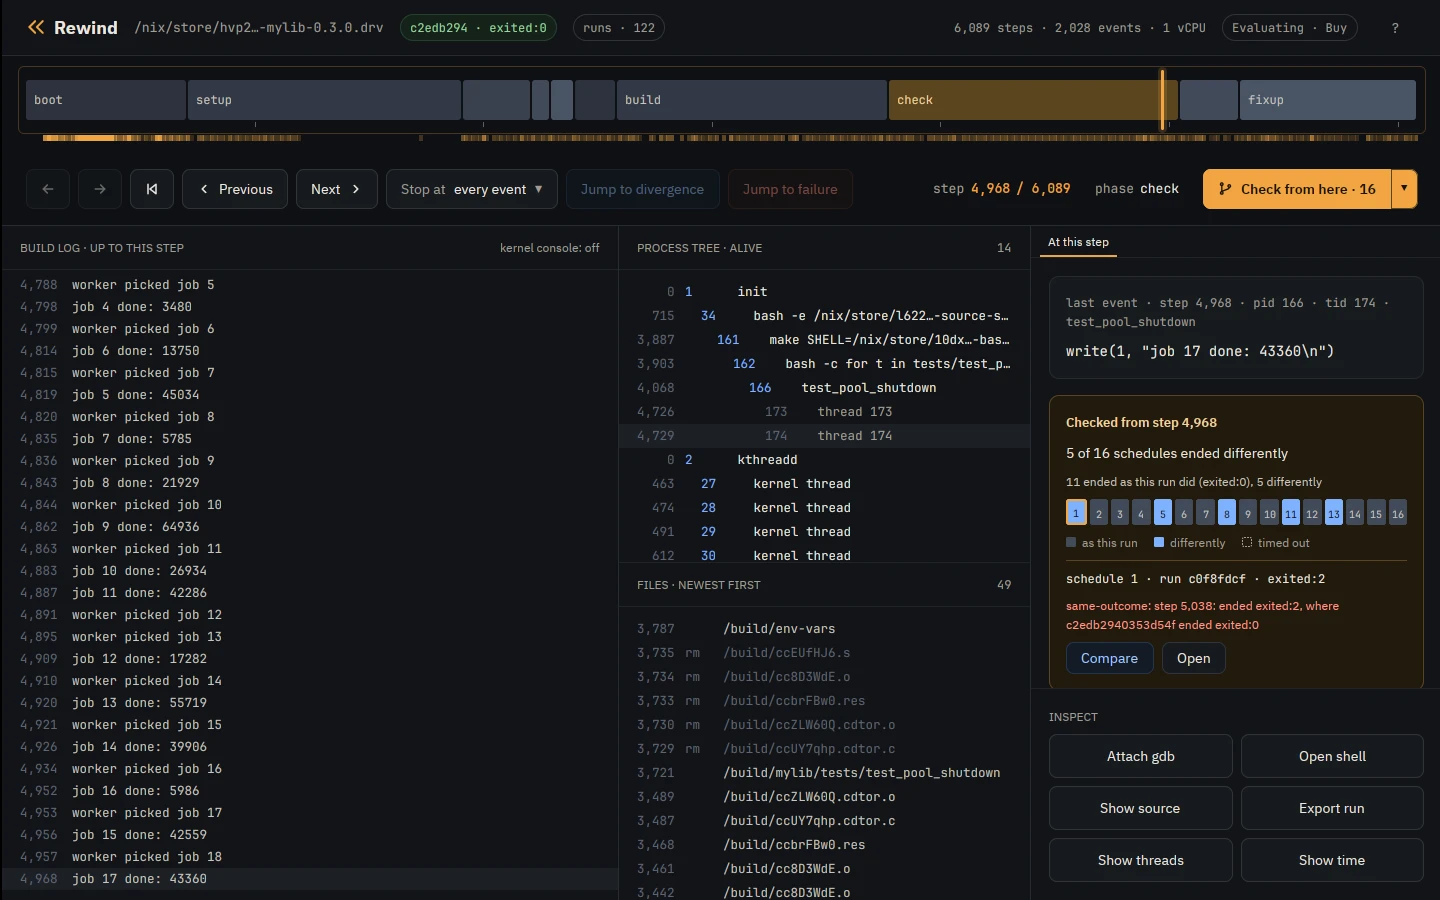 Rewind /nix/store/hvp2…-mylib-0.3.0.drv c2edb294 · exited:0 runs · 122 6,089 steps · 2,028 events · 1 vCPU Evaluating · Buy ?
boot setup build check fixup
← → Previous Next Stop at every event ▼ Jump to divergence Jump to failure step 4,968 / 6,089 phase check Check from here · 16 ▼
BUILD LOG · UP TO THIS STEP kernel console: off
4,788 worker picked job 5
4,798 job 4 done: 3480
4,799 worker picked job 6
4,814 job 6 done: 13750
4,815 worker picked job 7
4,819 job 5 done: 45034
4,820 worker picked job 8
4,835 job 7 done: 5785
4,836 worker picked job 9
4,843 job 8 done: 21929
4,844 worker picked job 10
4,862 job 9 done: 64936
4,863 worker picked job 11
4,883 job 10 done: 26934
4,887 job 11 done: 42286
4,891 worker picked job 12
4,895 worker picked job 13
4,909 job 12 done: 17282
4,910 worker picked job 14
4,920 job 13 done: 55719
4,921 worker picked job 15
4,926 job 14 done: 39906
4,934 worker picked job 16
4,952 job 16 done: 5986
4,953 worker picked job 17
4,956 job 15 done: 42559
4,957 worker picked job 18
4,968 job 17 done: 43360
PROCESS TREE · ALIVE 14
0 1 init
715 34 bash -e /nix/store/l622…-source-s…
3,887 161 make SHELL=/nix/store/10dx…-bas…
3,903 162 bash -c for t in tests/test_p…
4,068 166 test_pool_shutdown
4,726 173 thread 173
4,729 174 thread 174
0 2 kthreadd
463 27 kernel thread
474 28 kernel thread
491 29 kernel thread
612 30 kernel thread
FILES · NEWEST FIRST 49
3,787 /build/env-vars
3,735 rm /build/ccEUfHJ6.s
3,734 rm /build/cc8D3WdE.o
3,733 rm /build/ccbrFBw0.res
3,730 rm /build/ccZLW60Q.cdtor.o
3,729 rm /build/ccUY7qhp.cdtor.c
3,721 /build/mylib/tests/test_pool_shutdown
3,489 /build/ccZLW60Q.cdtor.o
3,487 /build/ccUY7qhp.cdtor.c
3,468 /build/ccbrFBw0.res
3,461 /build/cc8D3WdE.o
3,442 /build/cc8D3WdE.o
At this step
last event · step 4,968 · pid 166 · tid 174 ·
test_pool_shutdown
write(1, "job 17 done: 43360\n")
Checked from step 4,968
5 of 16 schedules ended differently
11 ended as this run did (exited:0), 5 differently
1 2 3 4 5 6 7 8 9 10 11 12 13 14 15 16
as this run differently timed out
schedule 1 · run c0f8fdcf · exited:2
same-outcome: step 5,038: ended exited:2, where
c2edb2940353d54f ended exited:0
Compare Open
INSPECT
Attach gdb Open shell
Show source Export run
Show threads Show time